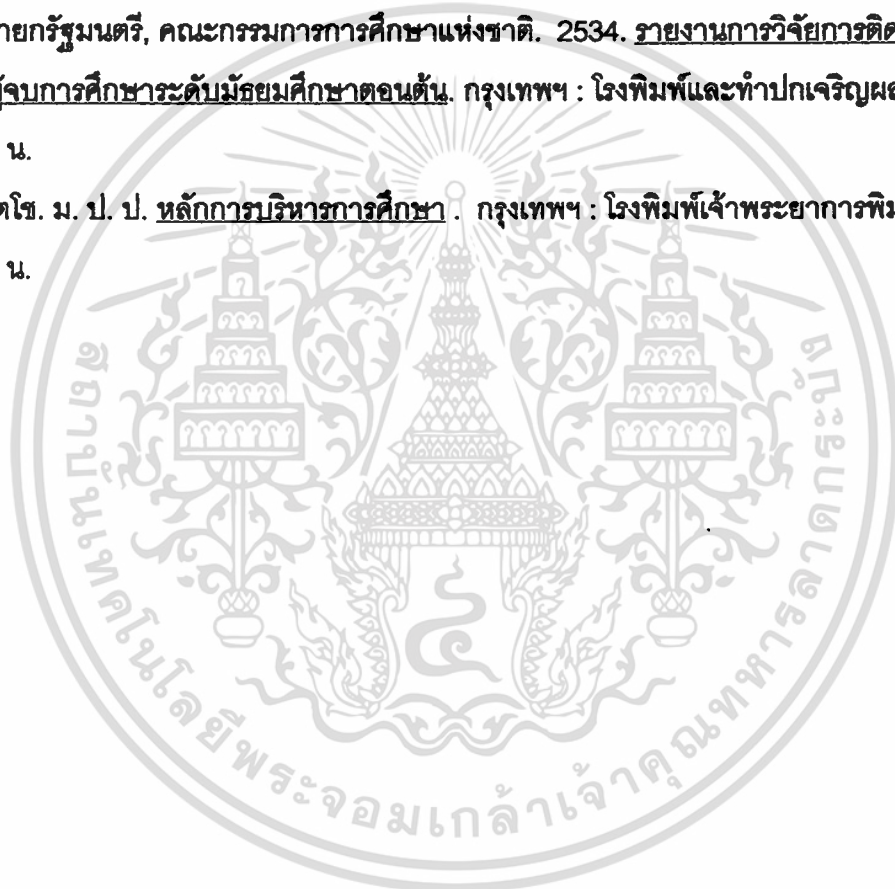 ายกรัฐมนตรี, คณะกรรมการการศึกษาแห่งชาติ. 2534. รายงานการวิจัยการติด
ผู้จบการศึกษาระดับมัธยมศึกษาตอนต้น. กรุงเทพฯ : โรงพิมพ์และทำปกเจริญผล
น.
ตโช. ม. ป. ป. หลักการบริหารการศึกษา . กรุงเทพฯ : โรงพิมพ์เจ้าพระยาการพิม
น.
สถาบันเทคโนโลยีพระจอมเกล้าเจ้าคุณทหารลาดกระบัง